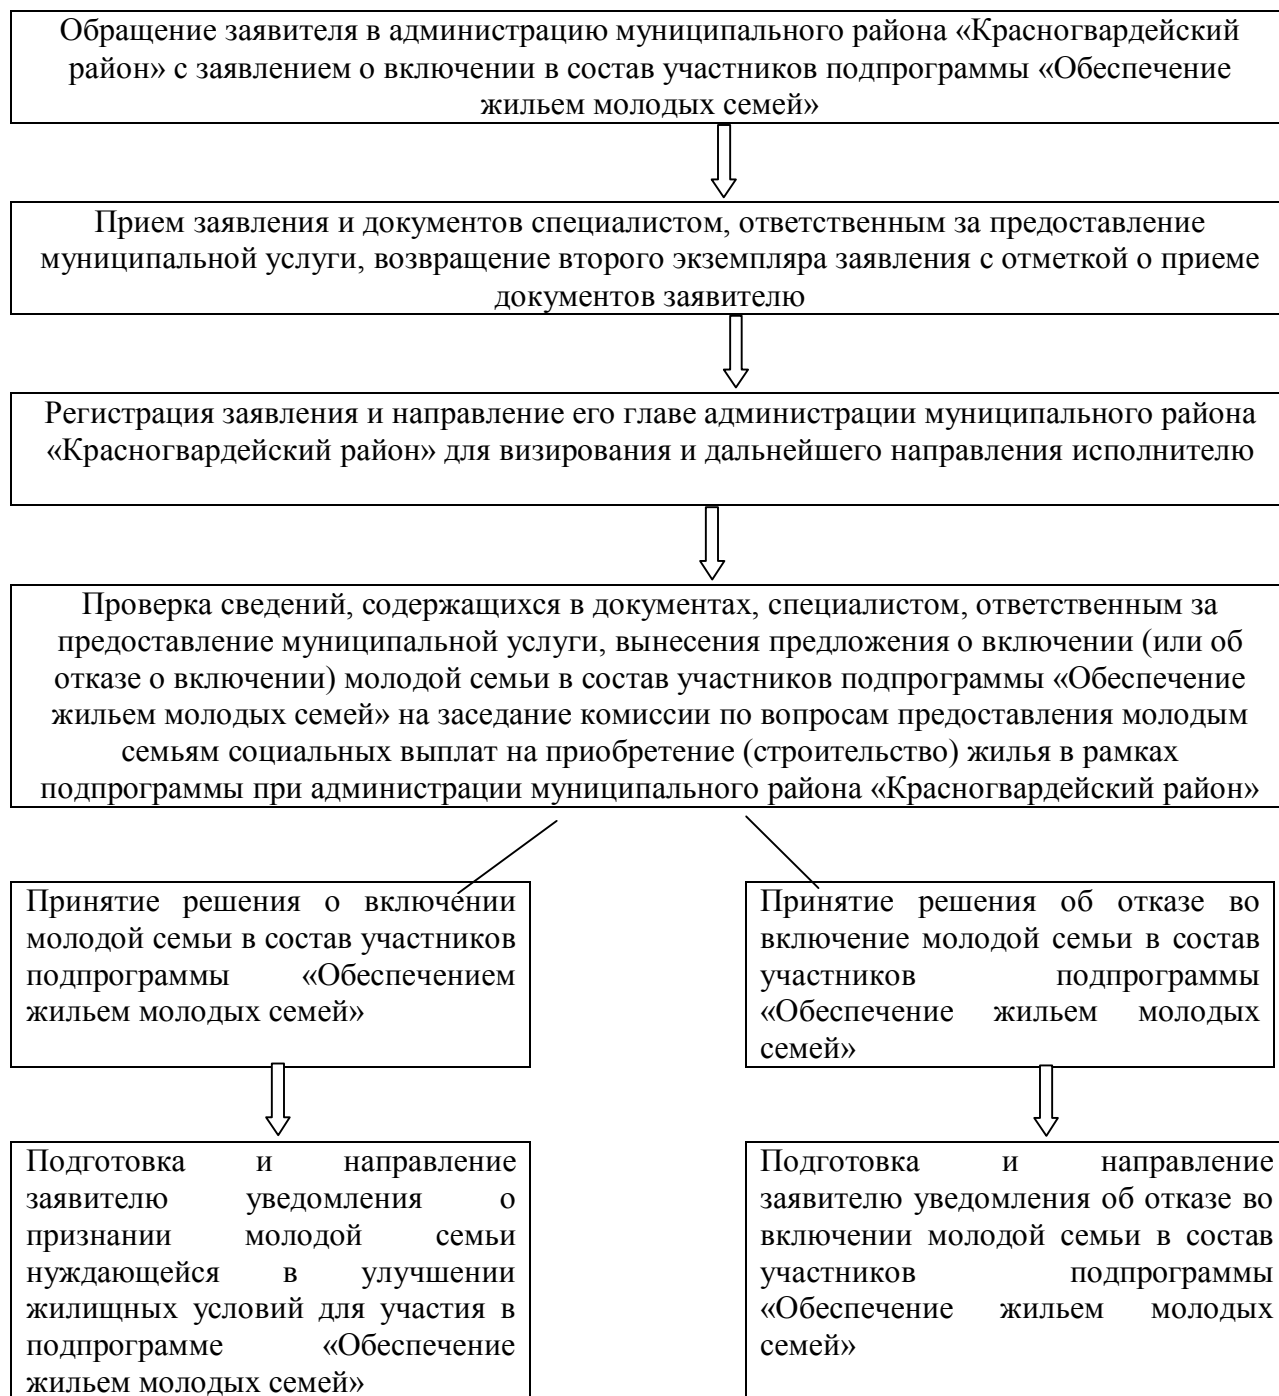 Обращение заявителя в администрацию муниципального района «Красногвардейский
район» с заявлением о включении в состав участников подпрограммы «Обеспечение
жильем молодых семей»
Прием заявления и документов специалистом, ответственным за предоставление
муниципальной услуги, возвращение второго экземпляра заявления с отметкой о приеме
документов заявителю
Регистрация заявления и направление его главе администрации муниципального района
«Красногвардейский район» для визирования и дальнейшего направления исполнителю
Проверка сведений, содержащихся в документах, специалистом, ответственным за
предоставление муниципальной услуги, вынесения предложения о включении (или об
отказе о включении) молодой семьи в состав участников подпрограммы «Обеспечение
жильем молодых семей» на заседание комиссии по вопросам предоставления молодым
семьям социальных выплат на приобретение (строительство) жилья в рамках
подпрограммы при администрации муниципального района «Красногвардейский район»
Принятие решения о включении
молодой семьи в состав участников
подпрограммы «Обеспечением
жильем молодых семей»
Принятие решения об отказе во
включение молодой семьи в состав
участников подпрограммы
«Обеспечение жильем молодых
семей»
Подготовка и направление
заявителю уведомления о
признании молодой семьи
нуждающейся в улучшении
жилищных условий для участия в
подпрограмме «Обеспечение
жильем молодых семей»
Подготовка и направление
заявителю уведомления об отказе во
включении молодой семьи в состав
участников подпрограммы
«Обеспечение жильем молодых
семей»